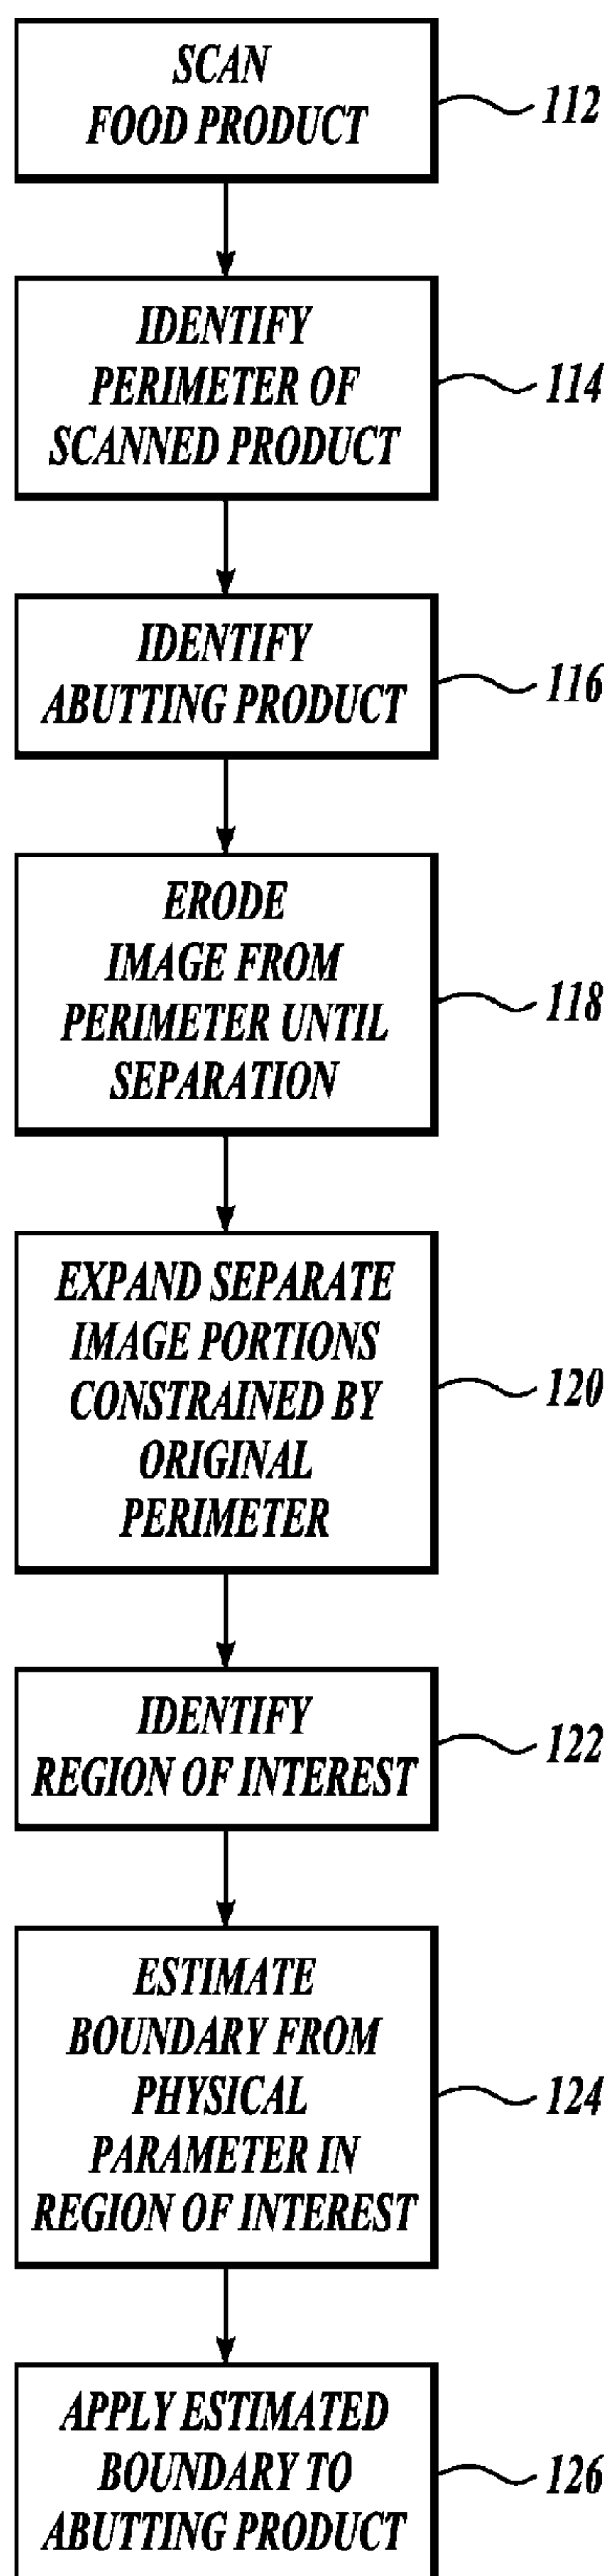 SCAN
FOOD PRODUCT
112
IDENTIFY
PERIMETER OF
SCANNED PRODUCT
114
IDENTIFY
ABUTTING PRODUCT
116
ERODE
IMAGE FROM
PERIMETER UNTIL
SEPARATION
118
EXPAND SEPARATE
IMAGE PORTIONS
CONSTRAINED BY
ORIGINAL
PERIMETER
120
IDENTIFY
REGION OF INTEREST
122
ESTIMATE
BOUNDARY FROM
PHYSICAL
PARAMETER IN
REGION OF INTEREST
124
APPLY ESTIMATED
BOUNDARY TO
ABUTTING PRODUCT
126